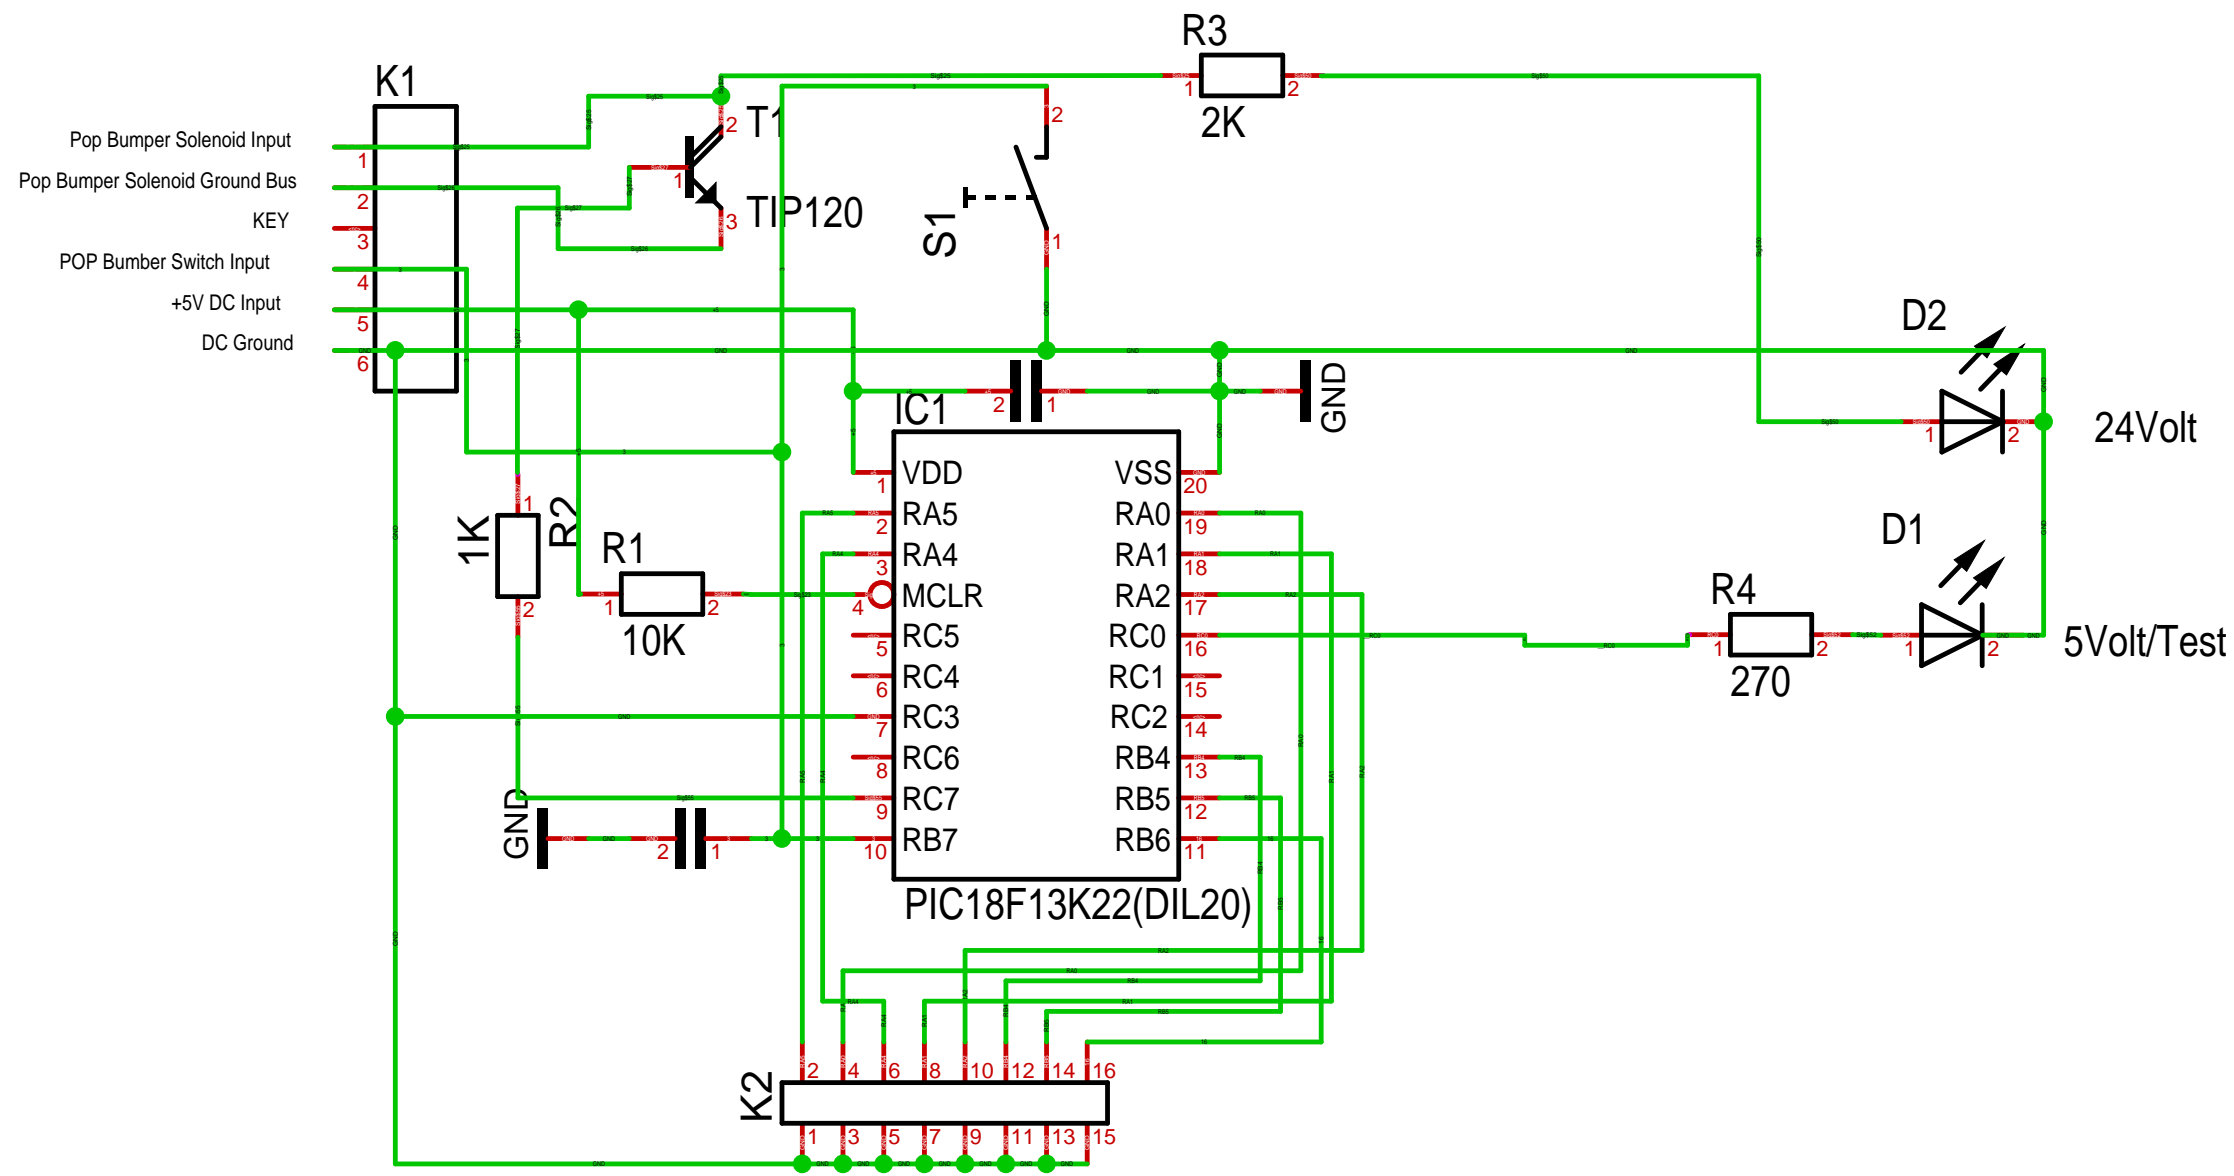 R3
1
2
2K
K1
Pop Bumper Solenoid Input
1
Pop Bumper Solenoid Ground Bus
2
KEY
3
POP Bumber Switch Input
4
+5V DC Input
5
DC Ground
6
T1
2
1
3
TIP120
S1
2
1
D2
1
2
24Volt
2
1
GND
IC1
VDD
1
RA5
2
RA4
3
MCLR
4
RC5
5
RC4
6
RC3
7
RC6
8
RC7
9
RB7
10
VSS
20
RA0
19
RA1
18
RA2
17
RC0
16
RC1
15
RC2
14
RB4
13
RB5
12
RB6
11
PIC18F13K22(DIL20)
1K
R2
1
2
R1
1
2
10K
D1
1
2
5Volt/Test
R4
1
2
270
GND
2
1
K2
2
4
6
8
10
12
14
16
1
3
5
7
9
11
13
15